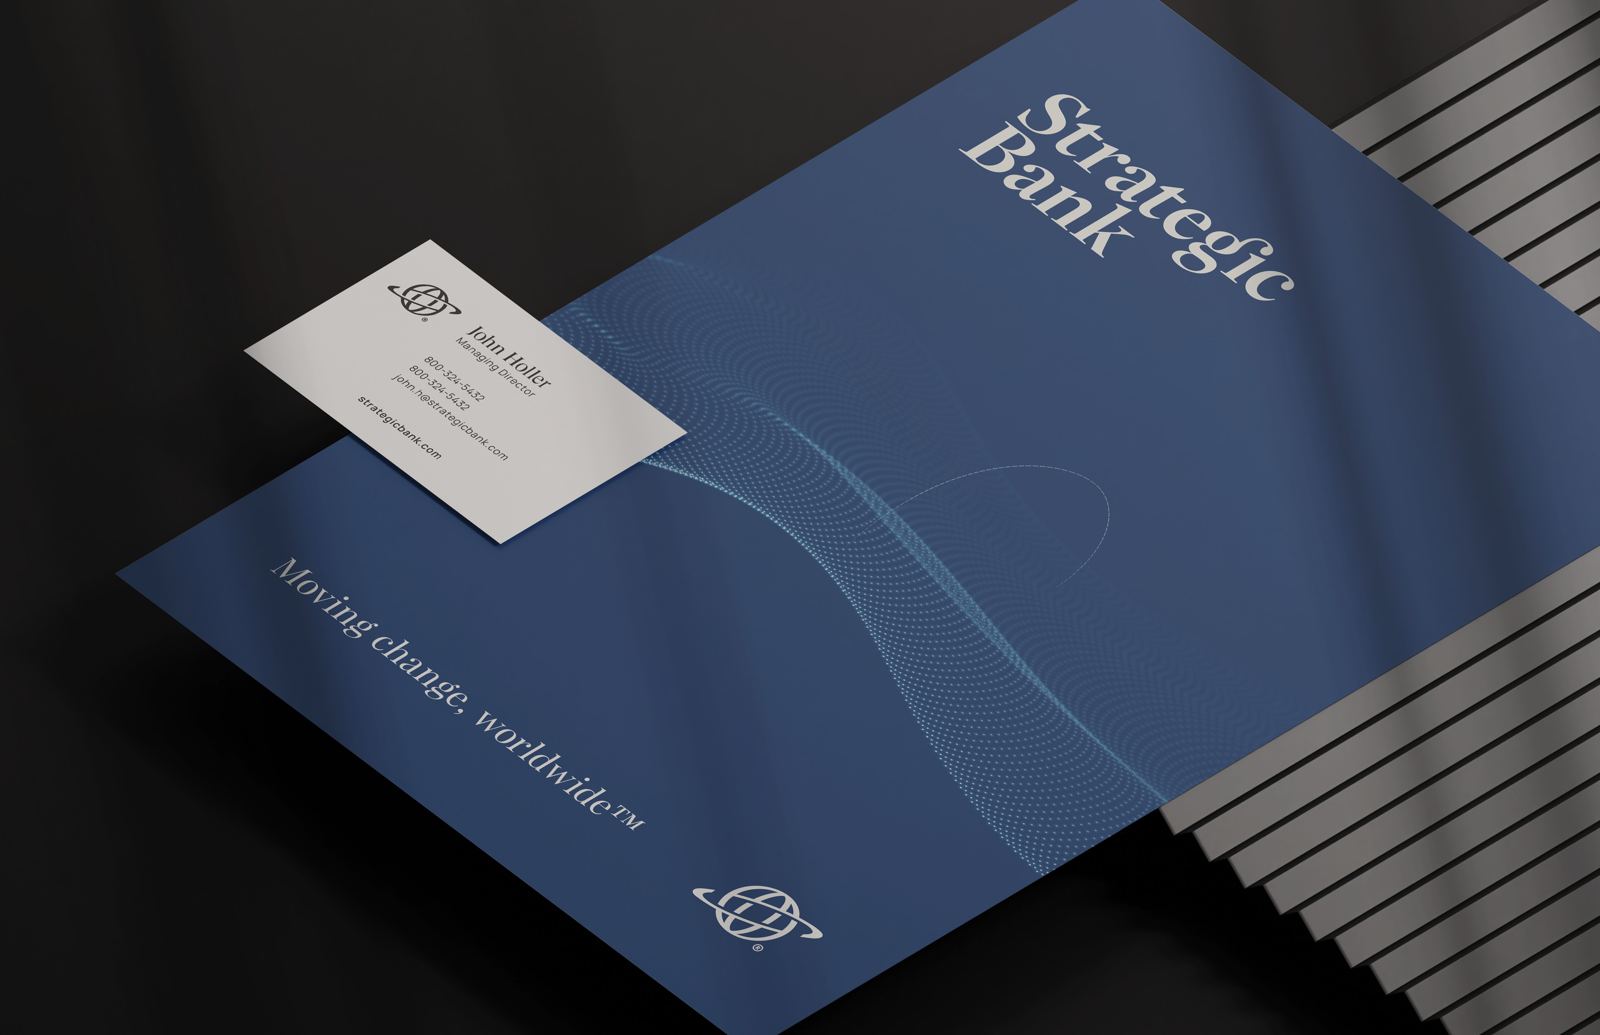 Strategic
Bank
John Holler
Managing Director
800-324-5432
800-324-5432
john.h@strategicbank.com
strategicbank.com
Moving change, worldwide™
®
®